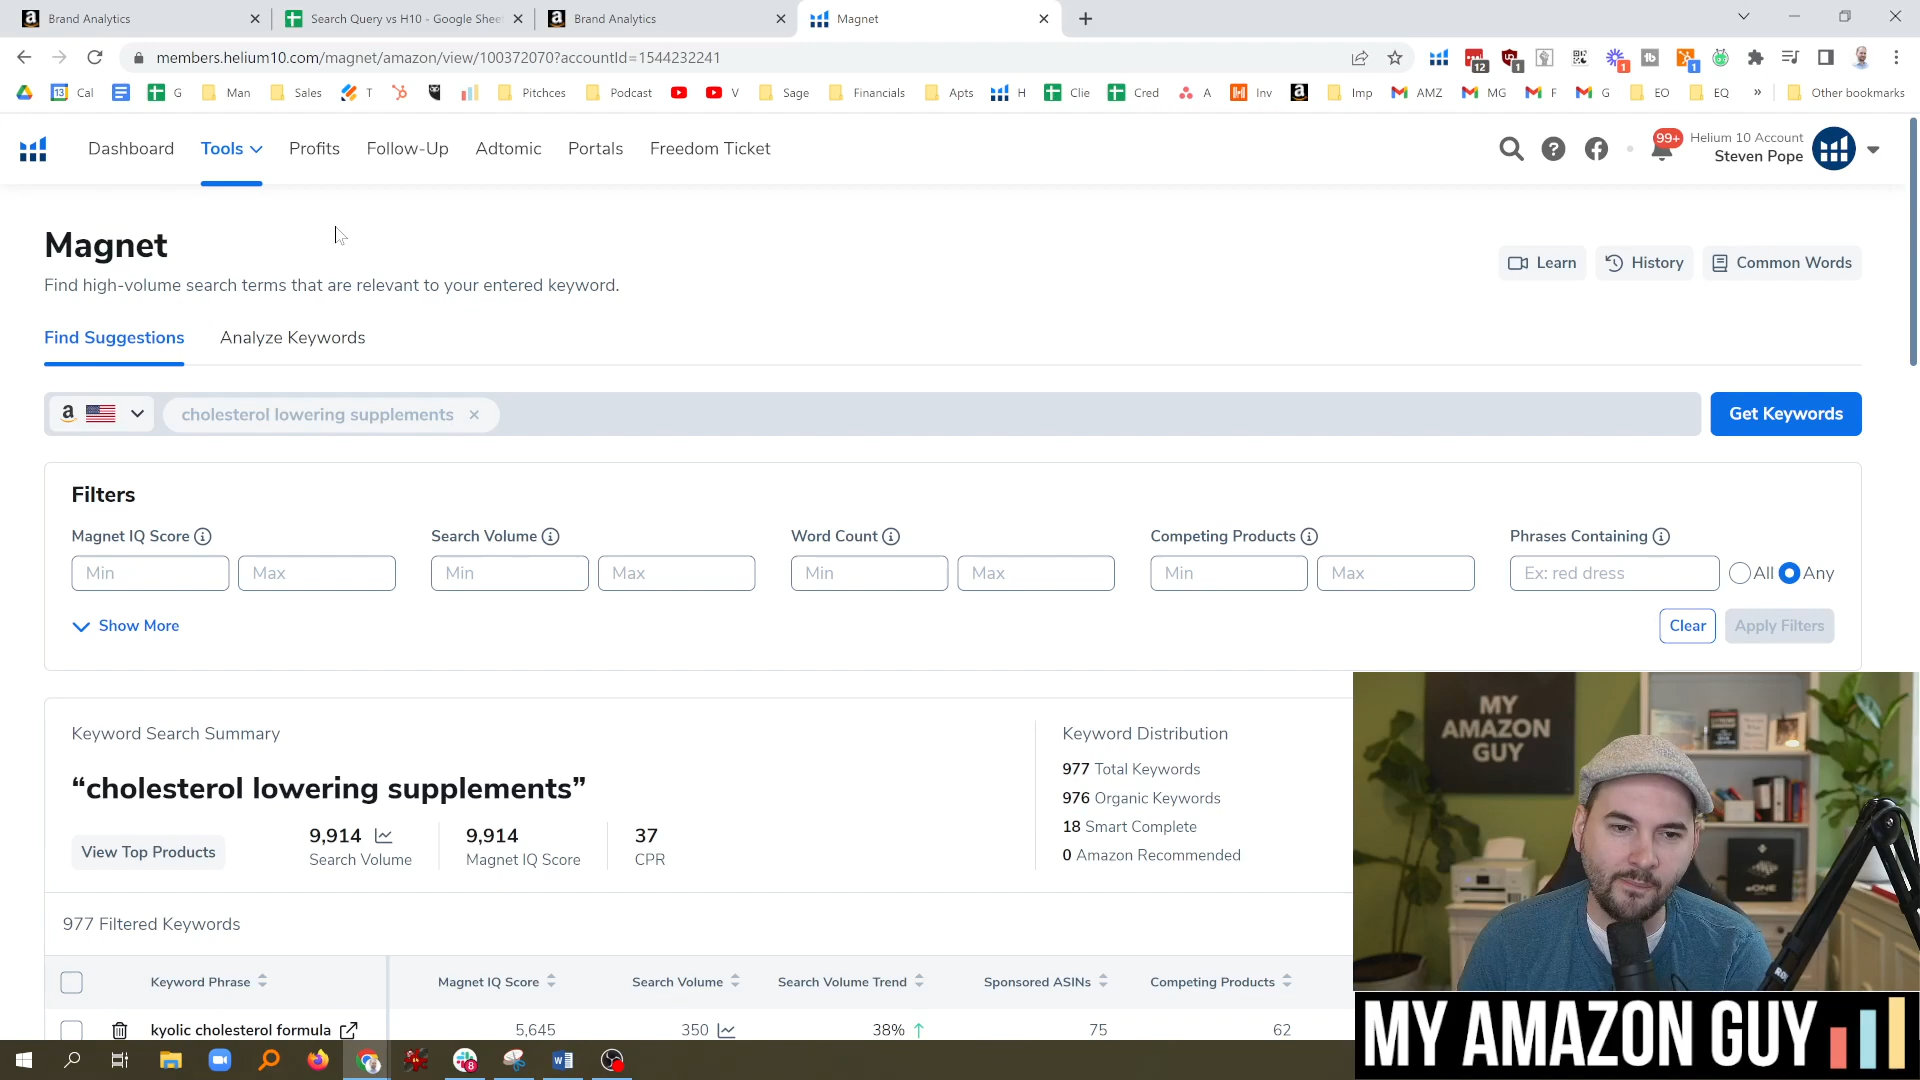 Brand Analytics
Search Query vs H10 - Google Shee
Brand Analytics
Magnet
members.helium10.com/magnet/amazon/view/100372070?accountId=1544232241
12
1
1
1
13 Cal
G
Man
Sales
T
Pitchces
Podcast
V
Sage
Financials
Apts
H
Clie
Cred
A
Inv
Imp
AMZ
MG
F
G
EO
EQ
»
Other bookmarks
Dashboard
Tools
Profits
Follow-Up
Adtomic
Portals
Freedom Ticket
99+
Helium 10 Account
Steven Pope
Magnet
Find high-volume search terms that are relevant to your entered keyword.
Learn
History
Common Words
Find Suggestions
Analyze Keywords
cholesterol lowering supplements
Get Keywords
Filters
Magnet IQ Score
Search Volume
Word Count
Competing Products
Phrases Containing
Min
Max
Min
Max
Min
Max
Min
Max
Ex: red dress
All
Any
Show More
Clear
Apply Filters
Keyword Search Summary
“cholesterol lowering supplements”
View Top Products
9,914
Search Volume
9,914
Magnet IQ Score
37
CPR
Keyword Distribution
977 Total Keywords
976 Organic Keywords
18 Smart Complete
0 Amazon Recommended
977 Filtered Keywords
Keyword Phrase
Magnet IQ Score
Search Volume
Search Volume Trend
Sponsored ASINs
Competing Products
kyolic cholesterol formula
5,645
350
38%
75
62
MY
AMAZON
GUY
MY AMAZON GUY
8